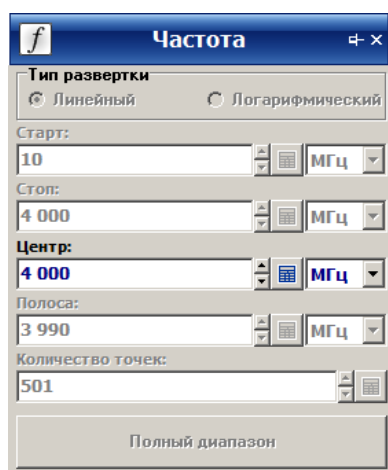 f Частота
Тип развертки
Линейный Логарифмический
Старт:
10 МГц
Стоп:
4 000 МГц
Центр:
4 000 МГц
Полоса:
3 990 МГц
Количество точек:
501
Полный диапазон